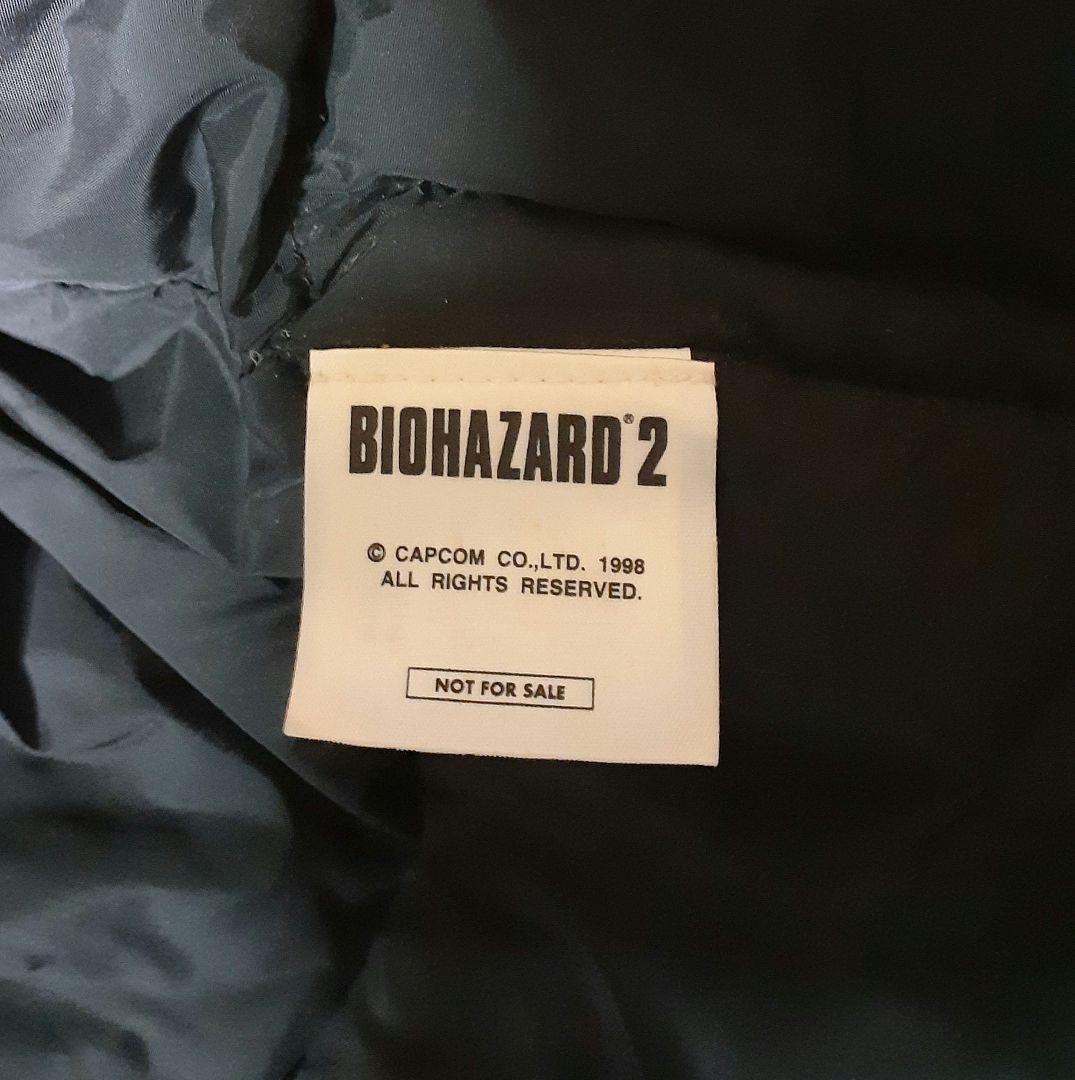 BIOHAZARD® 2
© CAPCOM CO.,LTD. 1998
ALL RIGHTS RESERVED.
NOT FOR SALE